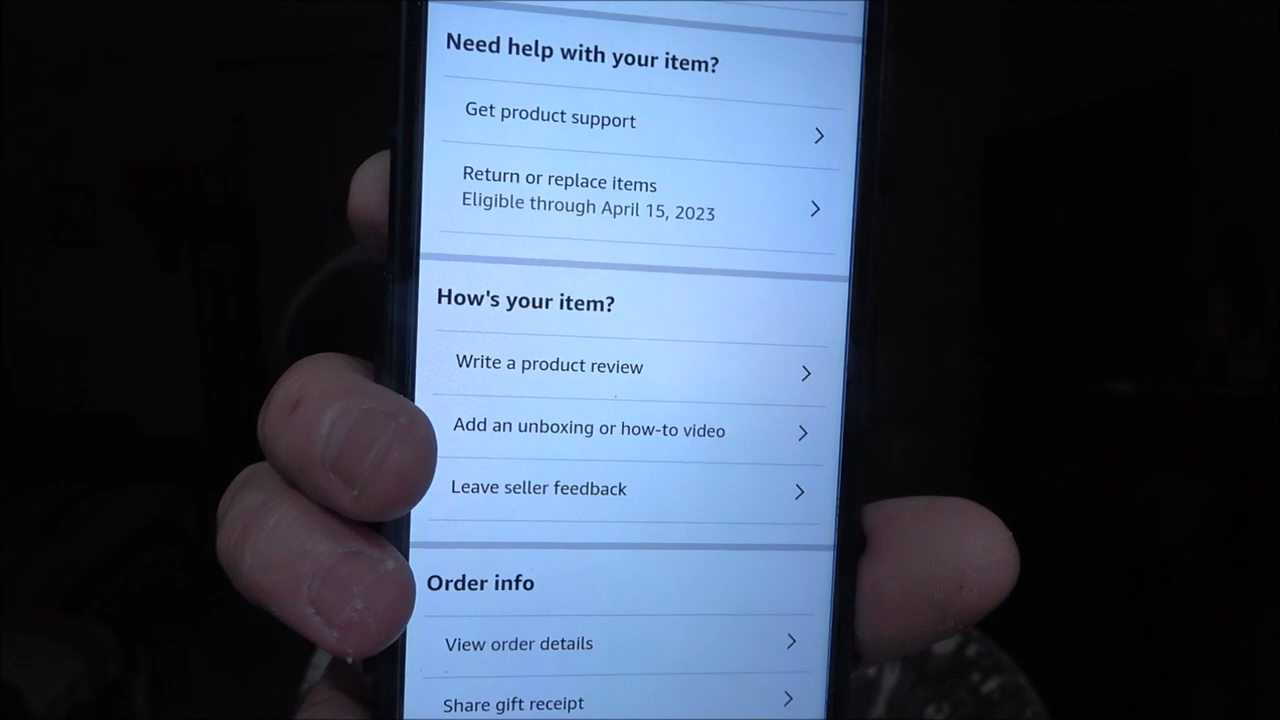 Need help with your item?
Get product support
Return or replace items
Eligible through April 15, 2023
How's your item?
Write a product review
Add an unboxing or how-to video
Leave seller feedback
Order info
View order details
Share gift receipt